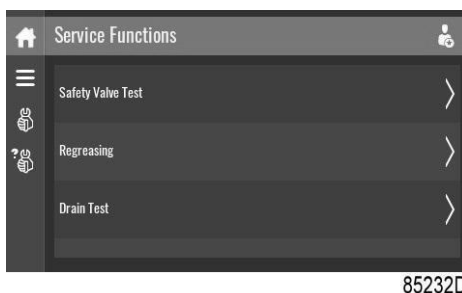 Service Functions
Safety Valve Test
Regreasing
Drain Test
85232D